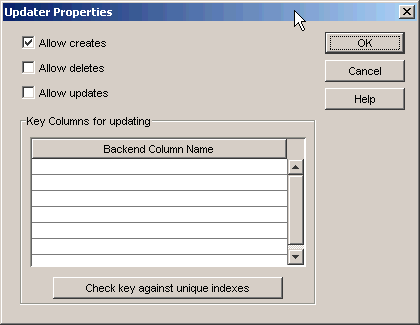 Updater Properties
Allow creates
OK
Allow deletes
Cancel
Allow updates
Help
Key Columns for updating
Backend Column Name
Check key against unique indexes